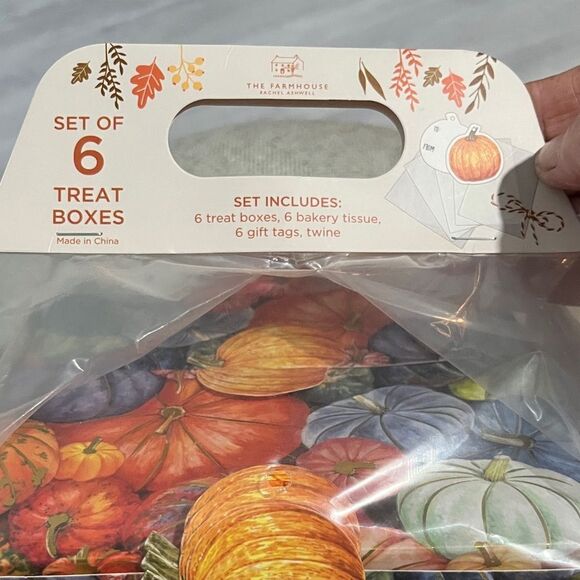 THE FARMHOUSE
RACHEL ASHWELL
SET OF
6
TREAT
BOXES
Made in China
SET INCLUDES:
6 treat boxes, 6 bakery tissue,
6 gift tags, twine
TO:
FROM: